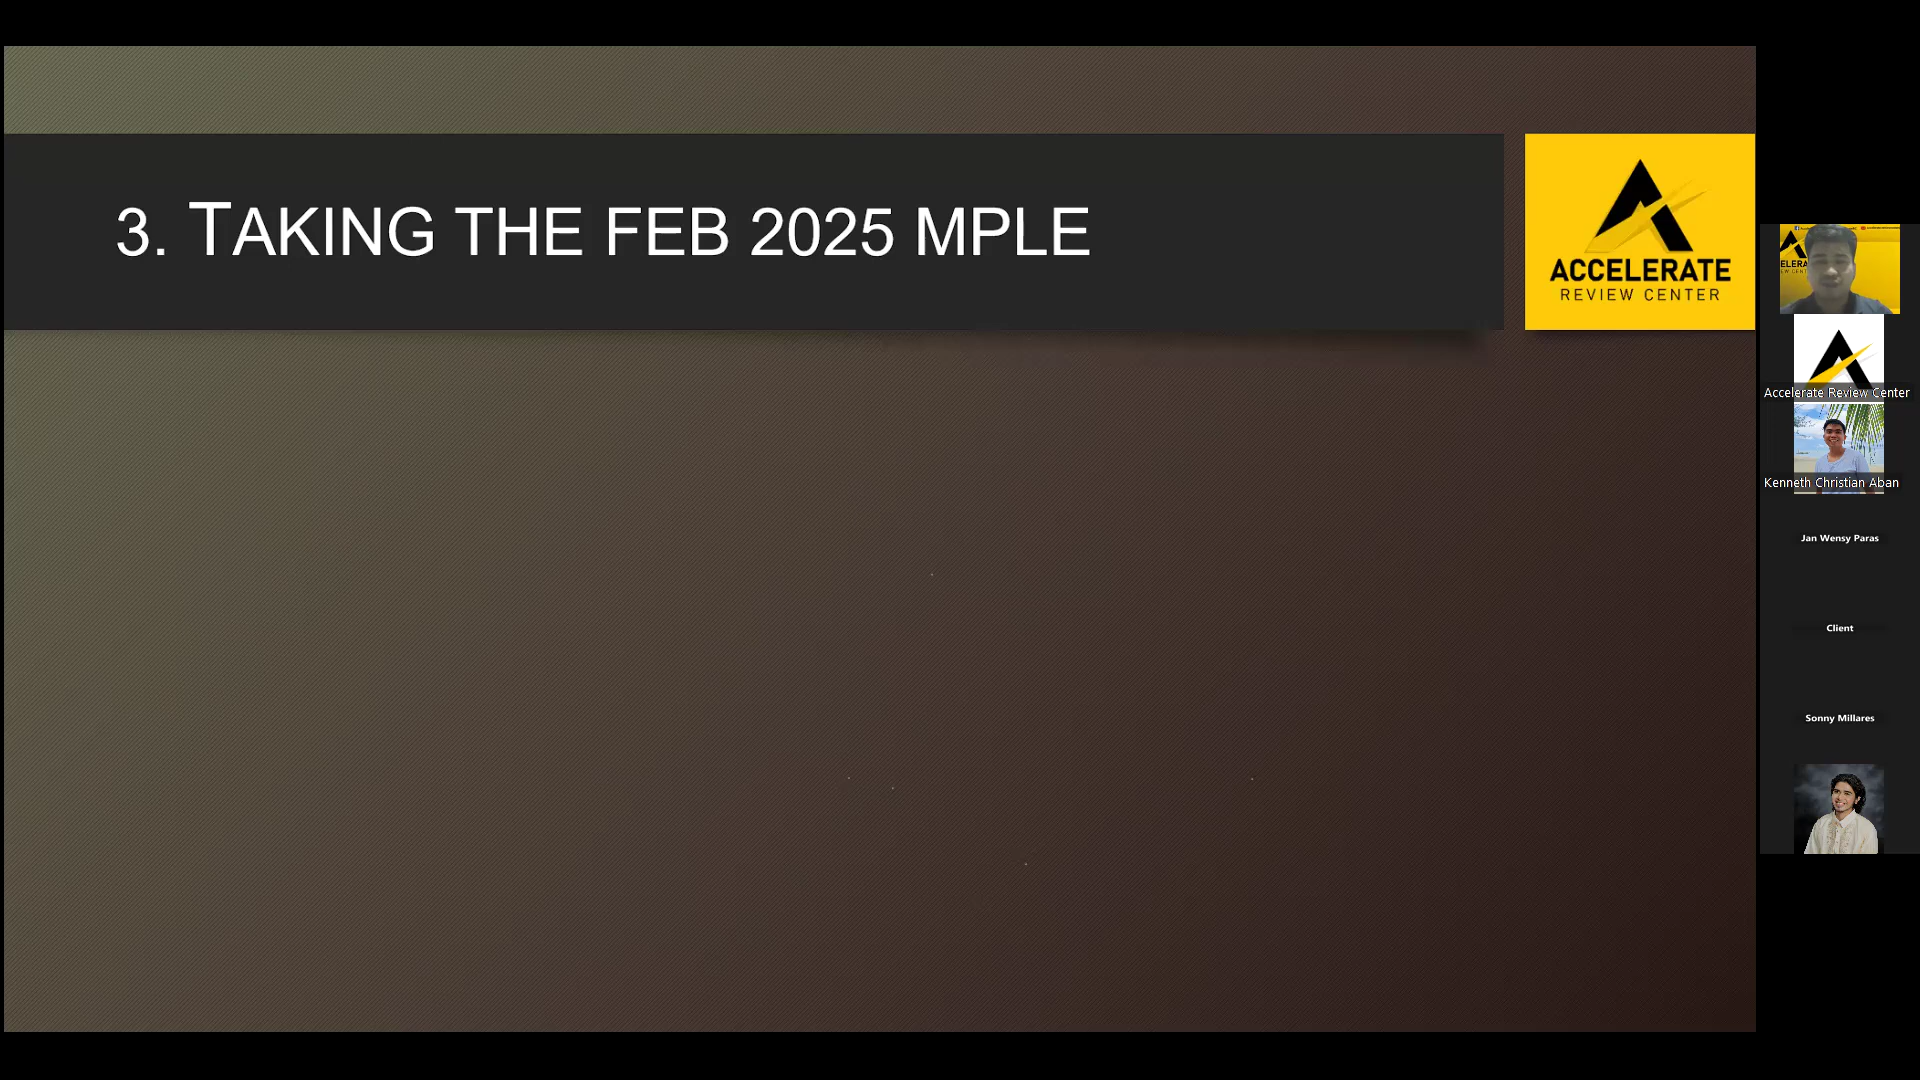 3. TAKING THE FEB 2025 MPLE
ACCELERATE
REVIEW CENTER
Accelerate Review Center
Kenneth Christian Aban
Jan Wensy Paras
Client
Sonny Millares